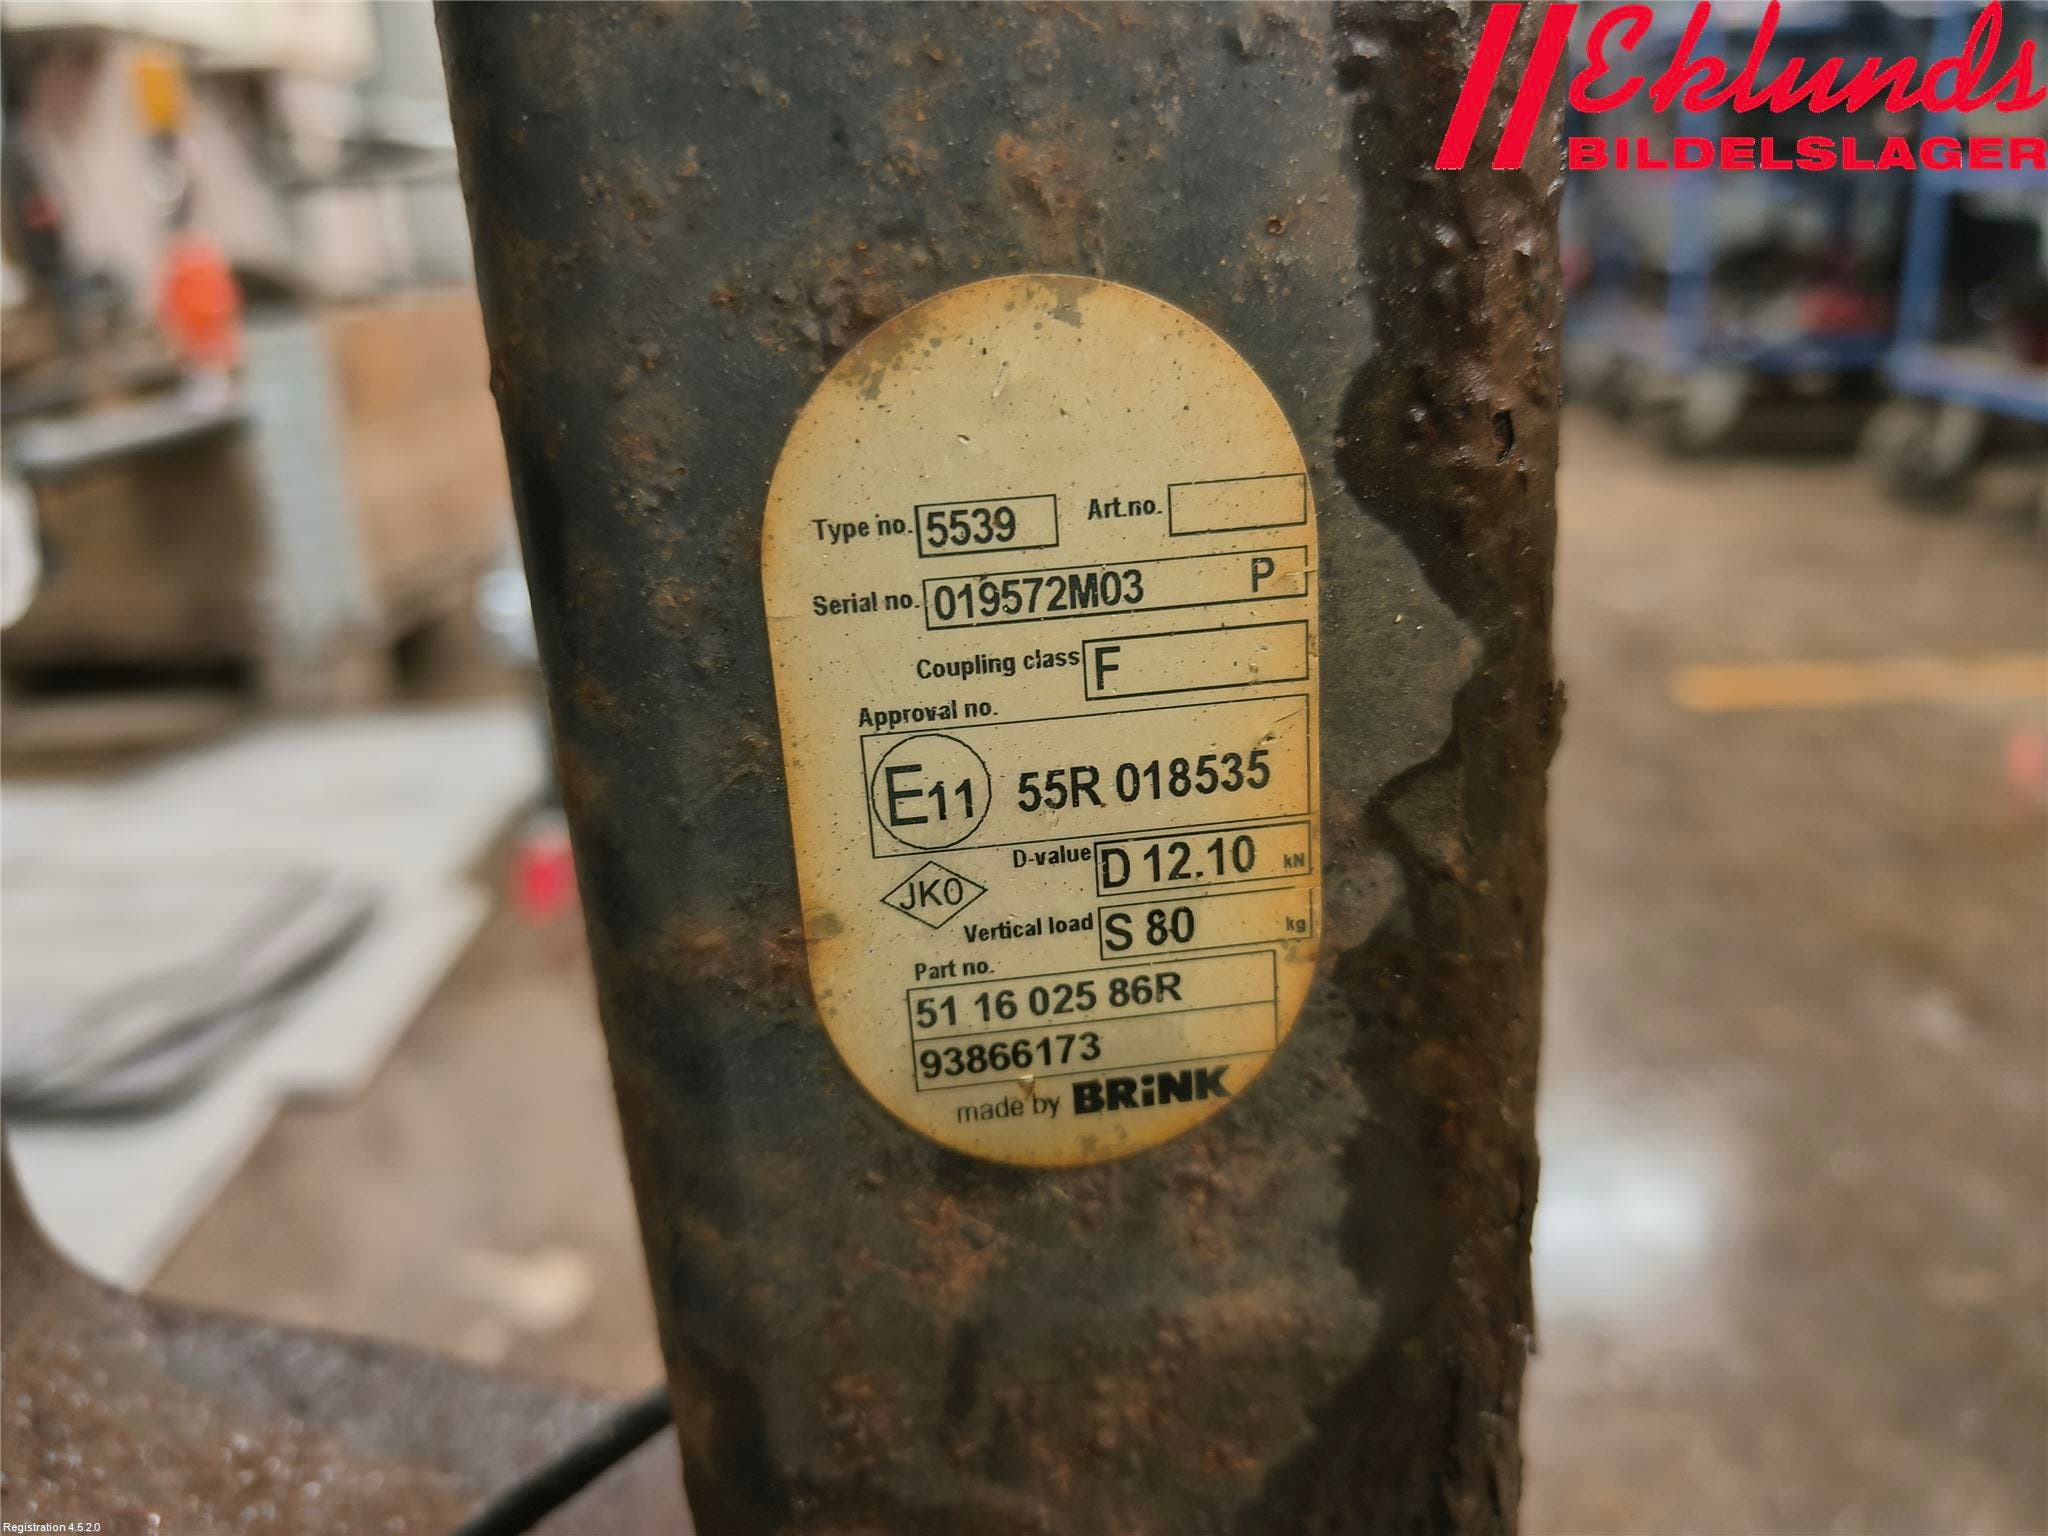 Eklunds
BILDELSLAGER
Type no. 5539 Art.no.
Serial no. 019572M03 P
Coupling class F
Approval no.
E11 55R 018535
D-value D 12.10 kN
JKO
Vertical load S 80 kg
Part no.
51 16 025 86R
93866173
made by BRiNK
Registration 4.5.2.0